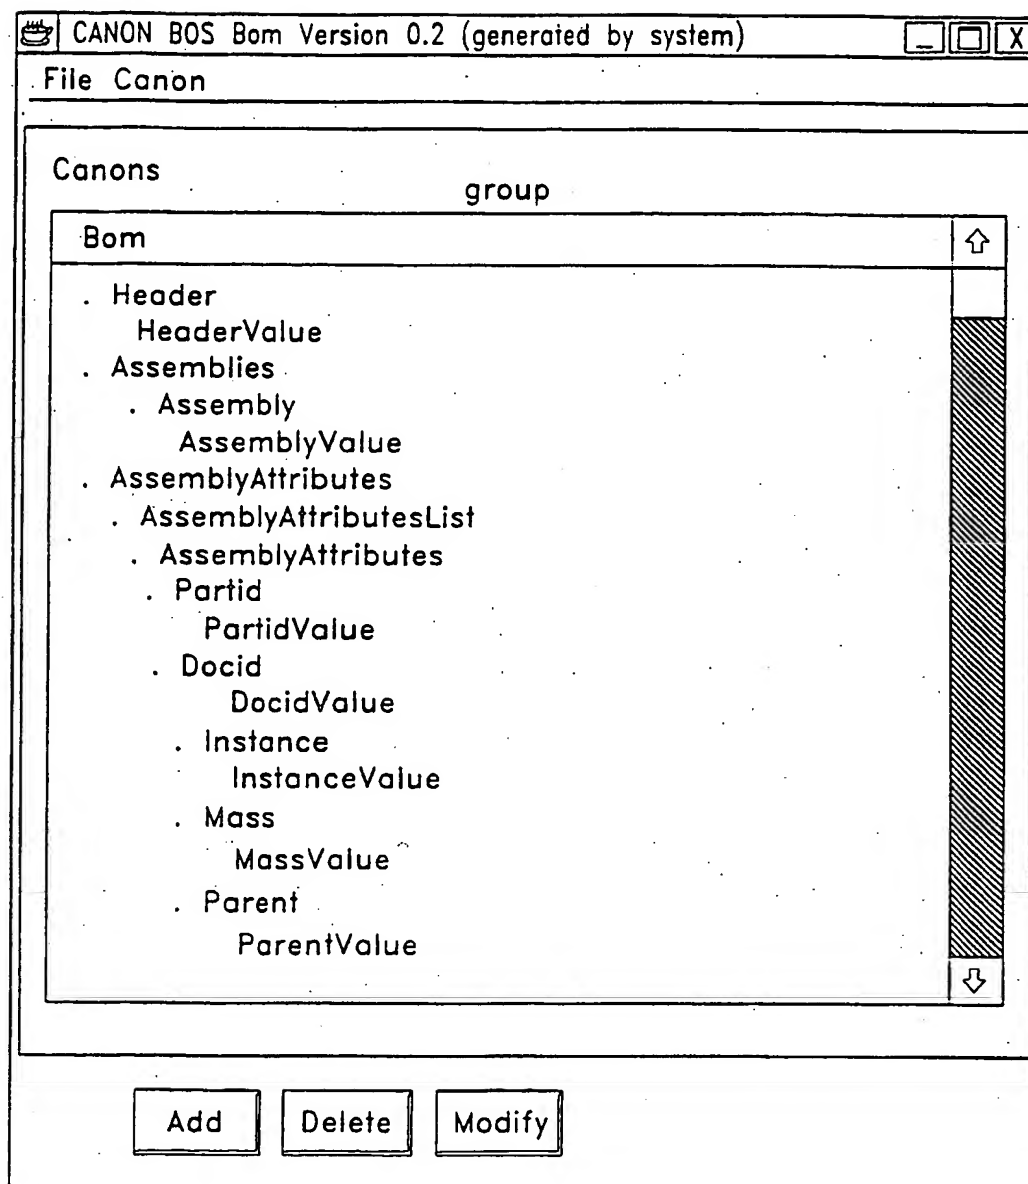 CANON BOS Bom Version 0.2 (generated by system) _ X
File Canon
Canons
group
Bom
. Header
HeaderValue
. Assemblies
. Assembly
AssemblyValue
. AssemblyAttributes
. AssemblyAttributesList
. AssemblyAttributes
. Partid
PartidValue
. Docid
DocidValue
. Instance
InstanceValue
. Mass
MassValue
. Parent
ParentValue
Add Delete Modify